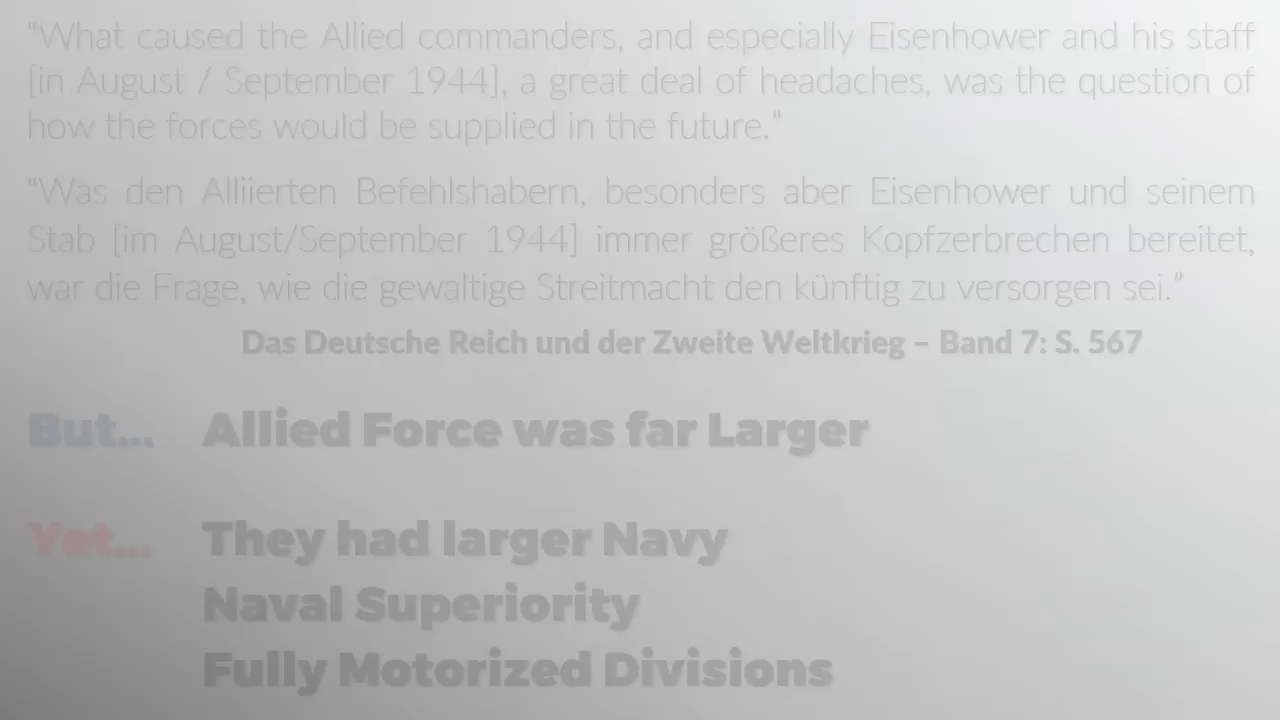 “What caused the Allied commanders, and especially Eisenhower and his staff
[in August / September 1944], a great deal of headaches, was the question of
how the forces would be supplied in the future.”
“Was den Alliierten Befehlshabern, besonders aber Eisenhower und seinem
Stab [im August/September 1944] immer größeres Kopfzerbrechen bereitet,
war die Frage, wie die gewaltige Streitmacht den künftig zu versorgen sei.”
Das Deutsche Reich und der Zweite Weltkrieg – Band 7: S. 567
But... Allied Force was far Larger
Yet... They had larger Navy
Naval Superiority
Fully Motorized Divisions